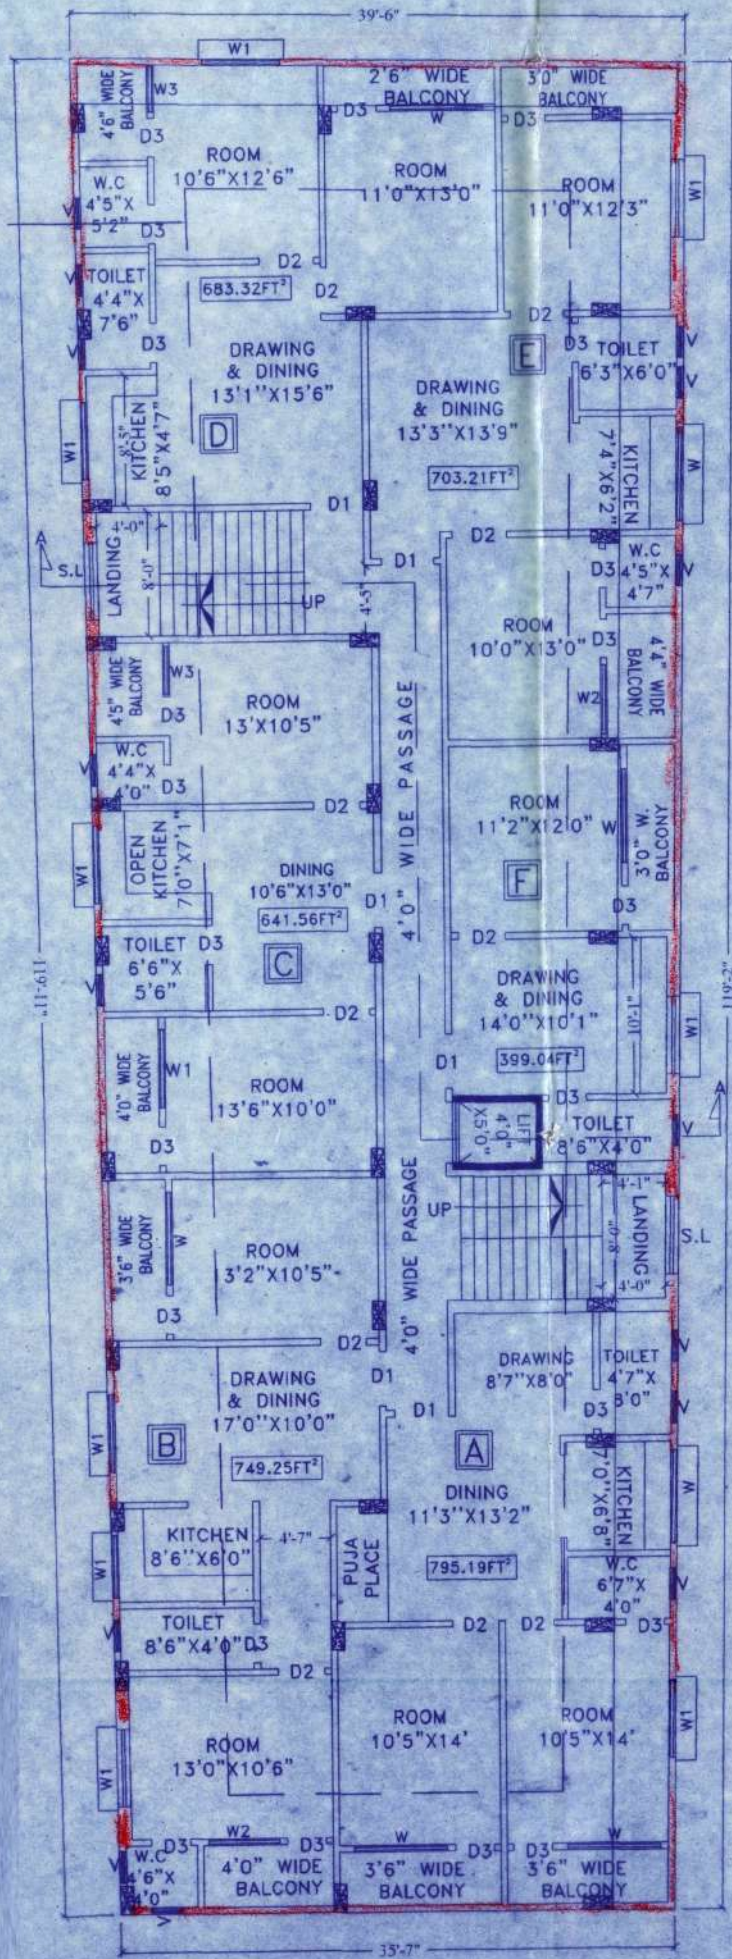 39'-6"
W1
4'6" WIDE
BALCONY
W3
D3
2'6" WIDE
BALCONY
D3
W
3'0" WIDE
BALCONY
D3
ROOM
10'6"X12'6"
ROOM
11'0"X13'0"
ROOM
11'0"X12'3"
W1
W.C
4'5"X
5'2"
V
D3
D2
683.32FT²
D2
TOILET
4'4"X
7'6"
V
V
D3
DRAWING
& DINING
13'1"X15'6"
D2
E
D3
TOILET
6'3"X6'0"
V
V
DRAWING
& DINING
13'3"X13'9"
W1
8'-5"
KITCHEN
8'5"X4'7"
D
703.21FT²
KITCHEN
7'4"X6'2"
W
D1
D2
D1
A
S.L
4'-0"
LANDING
8'-0"
UP
4'-5"
D3
W.C
4'5"X
4'7"
V
ROOM
10'0"X13'0"
D3
W2
4'4" WIDE
BALCONY
4'5" WIDE
BALCONY
W3
D3
ROOM
13'X10'5"
W.C
4'4"X
4'0"
V
D3
D2
4'0" WIDE PASSAGE
ROOM
11'2"X12'0"
W
3'0" W.
BALCONY
F
D3
W1
OPEN
KITCHEN
7'0"X7'1"
DINING
10'6"X13'0"
641.56FT²
D1
D2
TOILET
6'6"X
5'6"
V
D3
C
D2
DRAWING
& DINING
14'0"X10'1"
399.04FT²
10'-1"
W1
D1
D3
119'-11"
119'-2"
4'0" WIDE
BALCONY
W1
D3
ROOM
13'6"X10'0"
LIFT
4'0"
X5'0"
TOILET
8'6"X4'0"
V
A
3'6" WIDE
BALCONY
W
D3
ROOM
3'2"X10'5"
4'0" WIDE PASSAGE
UP
4'-1"
8'-0"
LANDING
4'-0"
S.L
D2
D1
DRAWING
8'7"X8'0"
TOILET
4'7"X
V
V
D3
DRAWING
& DINING
17'0"X10'0"
D1
W1
B
749.25FT²
A
DINING
11'3"X13'2"
795.19FT²
KITCHEN
7'0"X6'8"
W
W1
KITCHEN
8'6"X6'0"
4'-7"
PUJA
PLACE
W.C
6'7"X
4'0"
V
D2
D2
D3
V
TOILET
8'6"X4'0"
D3
D2
ROOM
13'0"X10'6"
W1
ROOM
10'5"X14'
ROOM
10'5"X14'
W1
V
W.C
4'6"X
4'0"
V
D3
W2
D3
4'0" WIDE
BALCONY
W
D3
3'6" WIDE
BALCONY
D3
W
3'6" WIDE
BALCONY
35'-7"